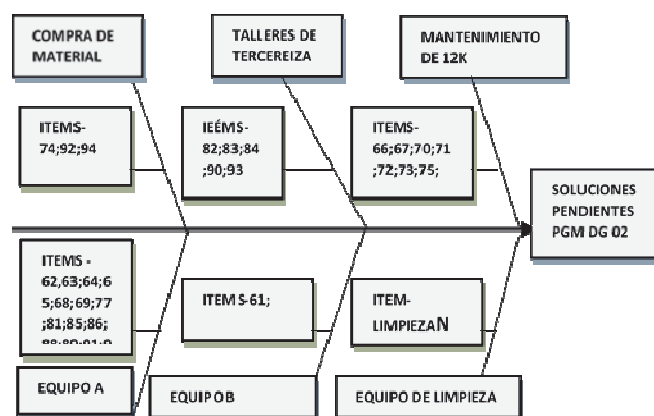 COMPRA DE
MATERIAL
TALLERES DE
TERCEREIZA
MANTENIMIENTO
DE 12K
ITEMS-
74;92;94
IEÉMS-
82;83;84
;90;93
ITEMS-
66;67;70;71
;72;73;75;
SOLUCIONES
PENDIENTES
PGM DG 02
ITEMS -
62,63;64;6
5;68;69;77
;81;85;86;
ITEMS-61;
ITEM-
LIMPIEZAN
EQUIPO A
EQUIPO B
EQUIPO DE LIMPIEZA